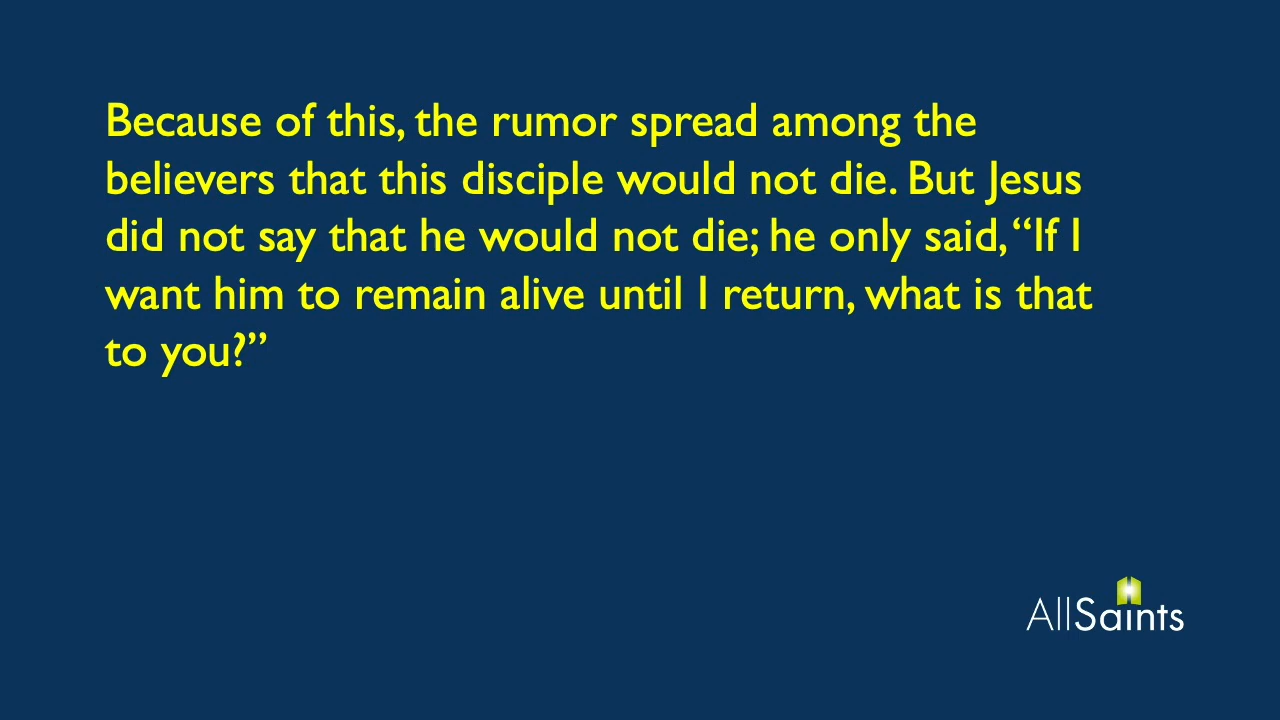 Because of this, the rumor spread among the
believers that this disciple would not die. But Jesus
did not say that he would not die; he only said, “If I
want him to remain alive until I return, what is that
to you?”
AllSaints